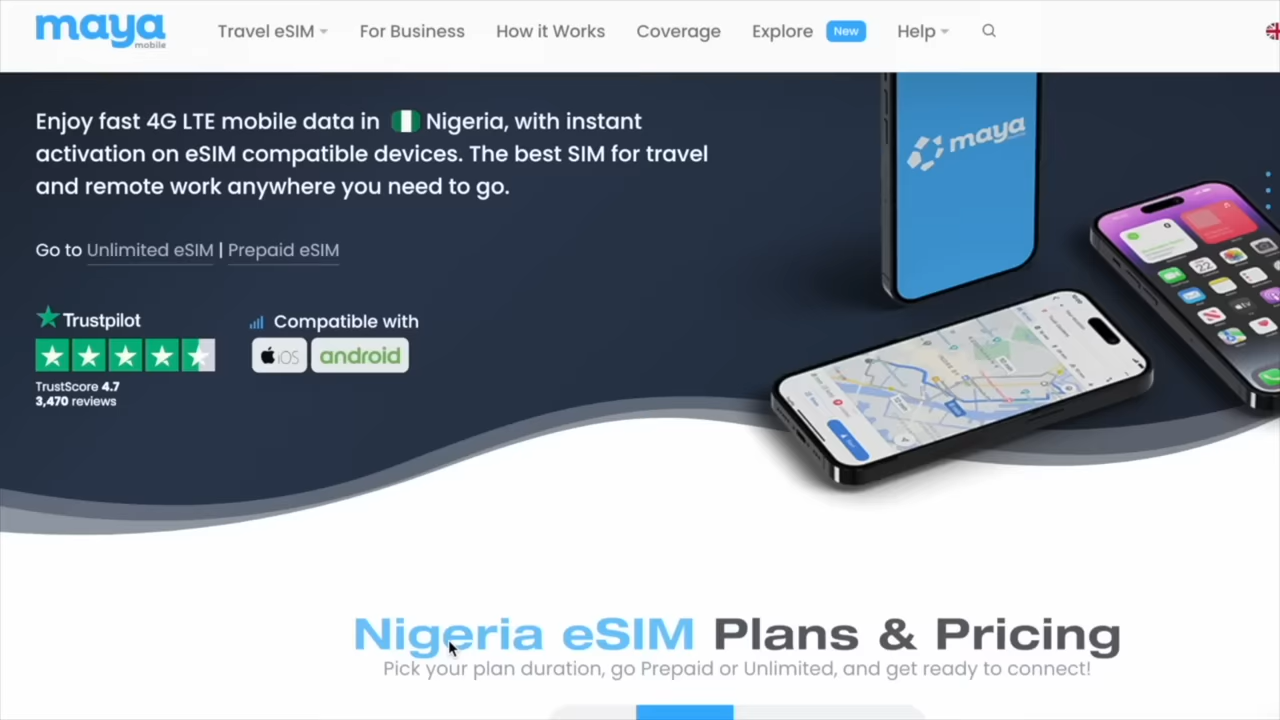 maya
mobile
Travel eSIM
For Business
How it Works
Coverage
Explore
New
Help
Enjoy fast 4G LTE mobile data in Nigeria, with instant
activation on eSIM compatible devices. The best SIM for travel
and remote work anywhere you need to go.
maya
Go to Unlimited eSIM | Prepaid eSIM
Trustpilot
Compatible with
iOS
android
TrustScore 4.7
3,470 reviews
Nigeria eSIM Plans & Pricing
Pick your plan duration, go Prepaid or Unlimited, and get ready to connect!